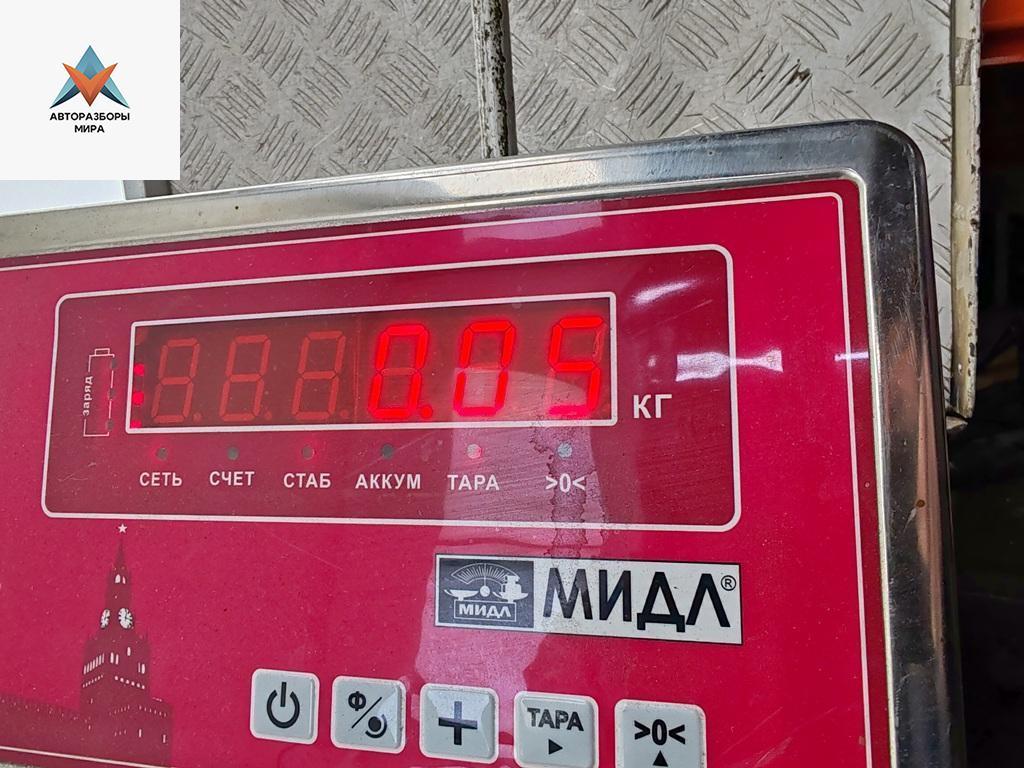 АВТОРАЗБОРЫ
МИРА
заряд
0.05
КГ
СЕТЬ СЧЕТ СТАБ АККУМ ТАРА >0<
МИДЛ МИДЛ®
Ф
ТАРА
>0<